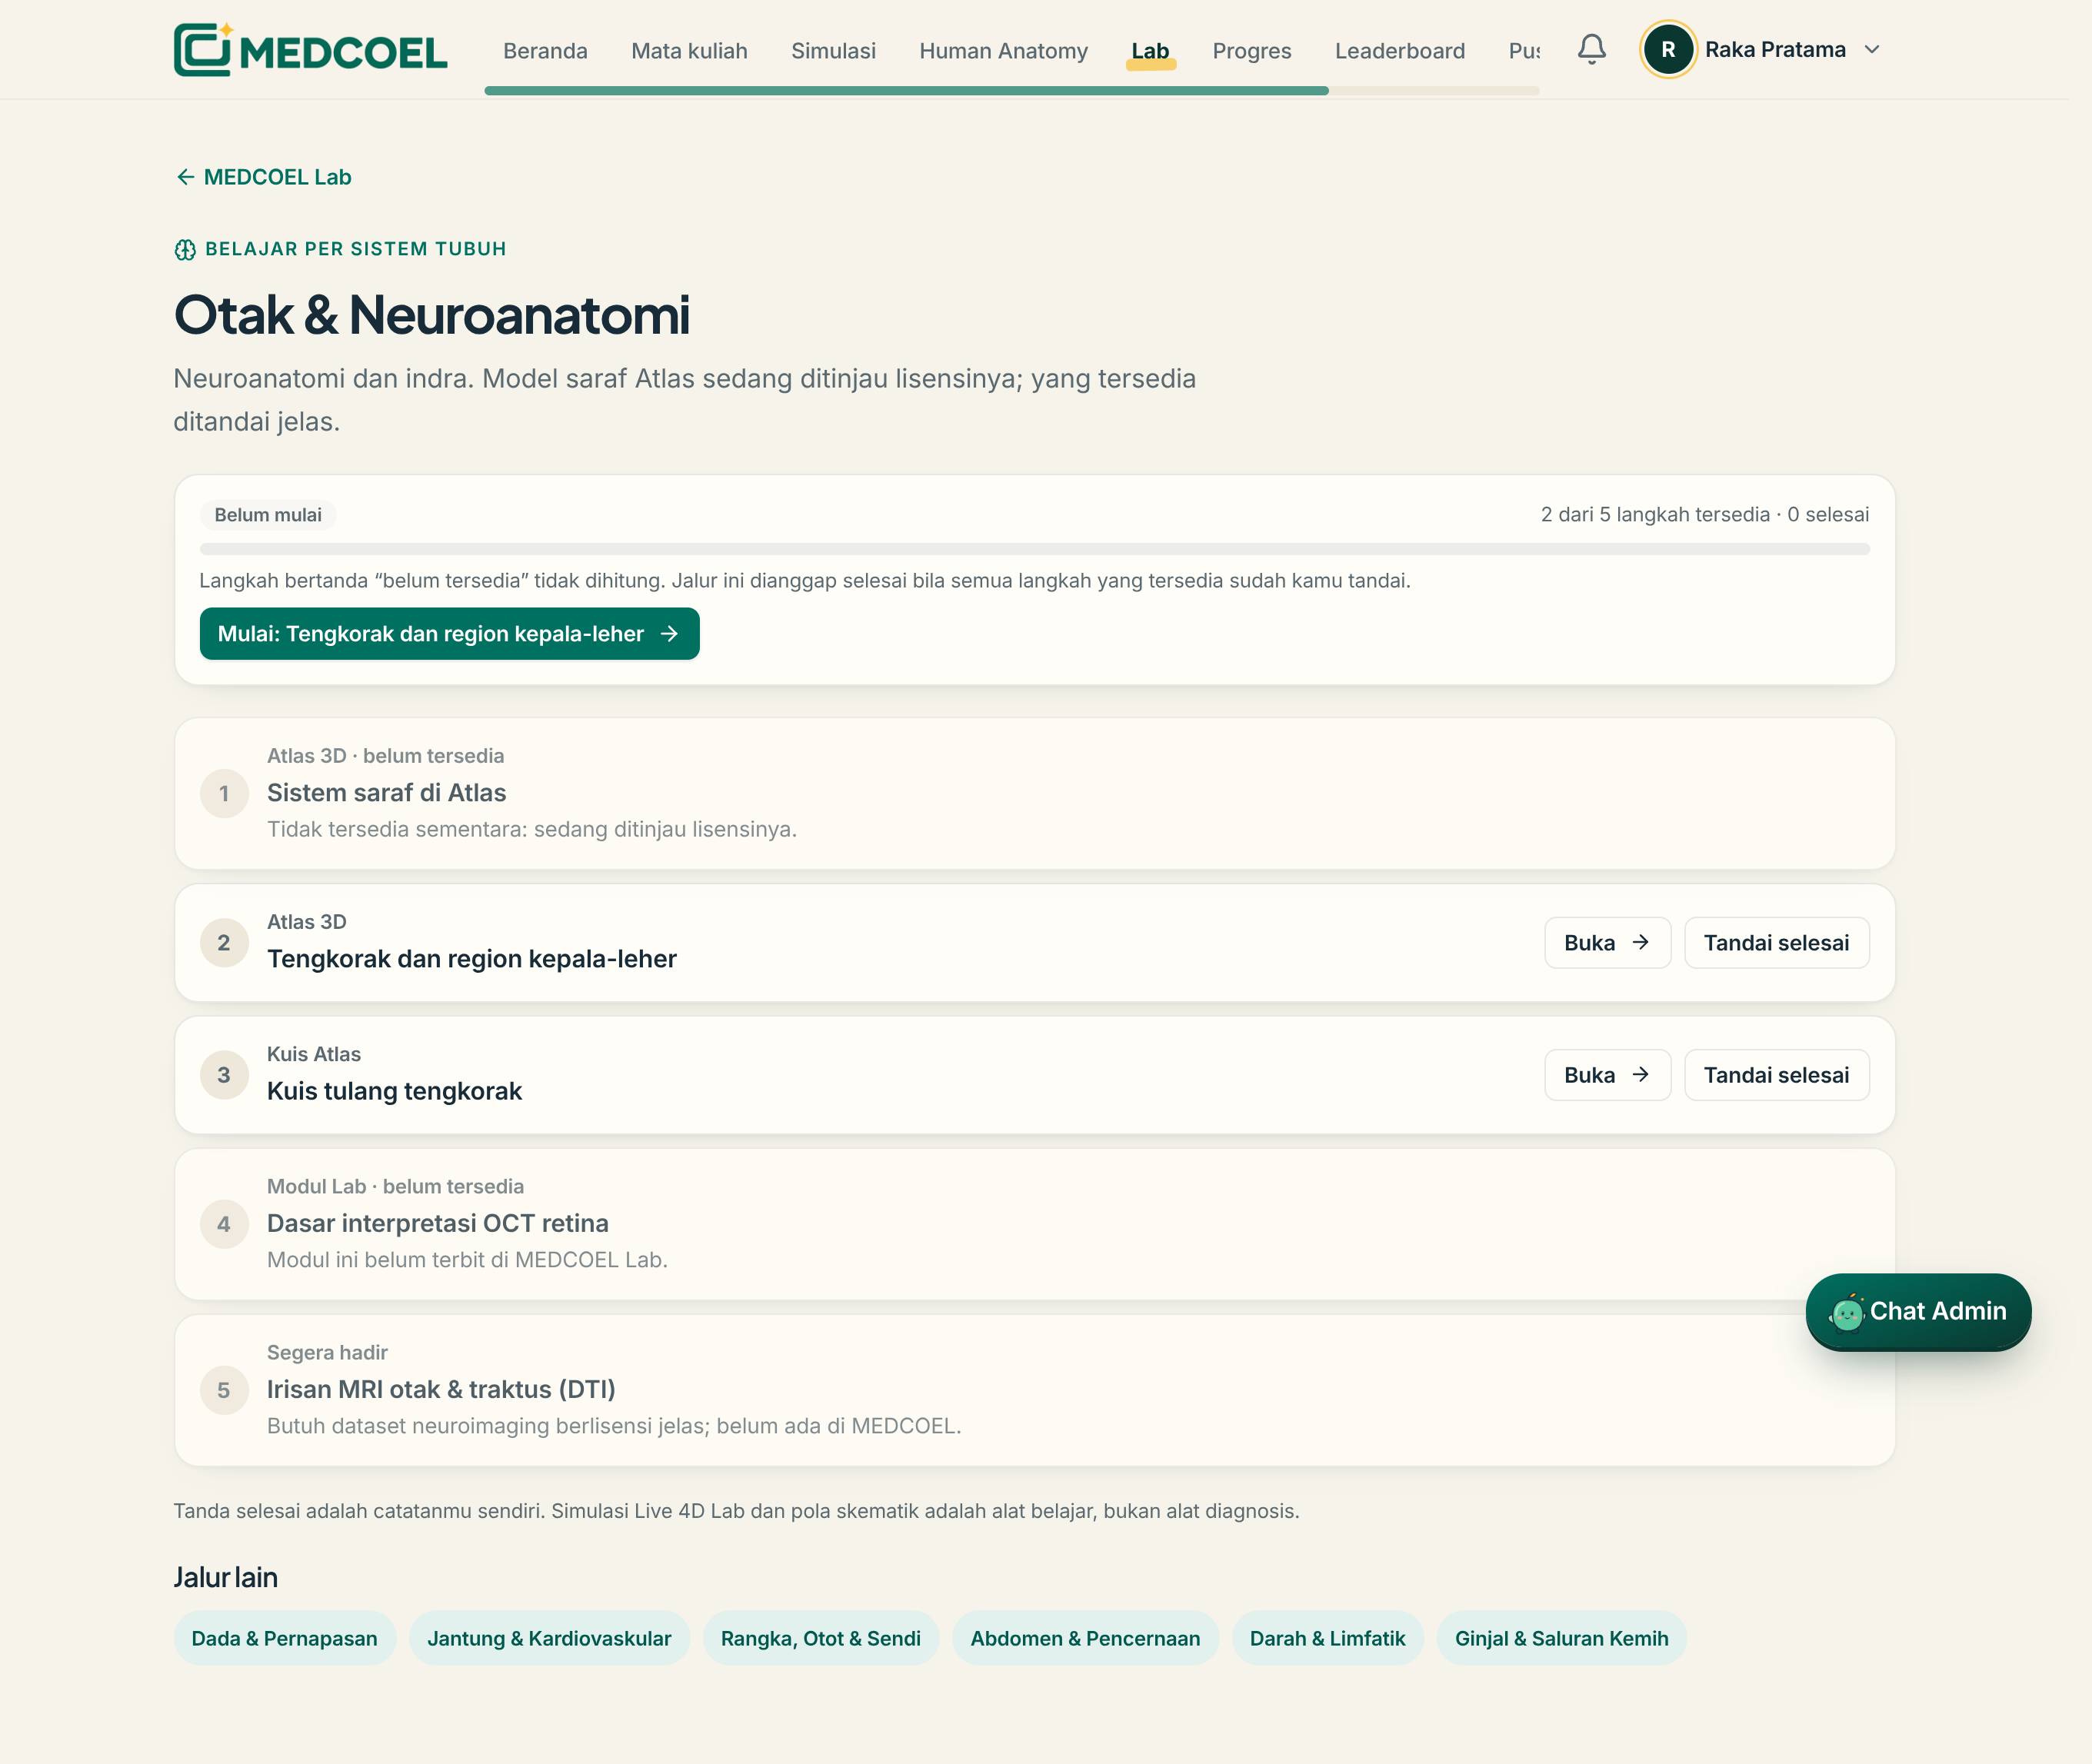 MEDCOEL
Beranda
Mata kuliah
Simulasi
Human Anatomy
Lab
Progres
Leaderboard
R
Raka Pratama
MEDCOEL Lab
BELAJAR PER SISTEM TUBUH
Otak & Neuroanatomi
Neuroanatomi dan indra. Model saraf Atlas sedang ditinjau lisensinya; yang tersedia
ditandai jelas.
Belum mulai
2 dari 5 langkah tersedia · 0 selesai
Langkah bertanda “belum tersedia” tidak dihitung. Jalur ini dianggap selesai bila semua langkah yang tersedia sudah kamu tandai.
Mulai: Tengkorak dan region kepala-leher →
1
Atlas 3D · belum tersedia
Sistem saraf di Atlas
Tidak tersedia sementara: sedang ditinjau lisensinya.
2
Atlas 3D
Tengkorak dan region kepala-leher
Buka →
Tandai selesai
3
Kuis Atlas
Kuis tulang tengkorak
Buka →
Tandai selesai
4
Modul Lab · belum tersedia
Dasar interpretasi OCT retina
Modul ini belum terbit di MEDCOEL Lab.
Chat Admin
5
Segera hadir
Irisan MRI otak & traktus (DTI)
Butuh dataset neuroimaging berlisensi jelas; belum ada di MEDCOEL.
Tanda selesai adalah catatanmu sendiri. Simulasi Live 4D Lab dan pola skematik adalah alat belajar, bukan alat diagnosis.
Jalur lain
Dada & Pernapasan
Jantung & Kardiovaskular
Rangka, Otot & Sendi
Abdomen & Pencernaan
Darah & Limfatik
Ginjal & Saluran Kemih